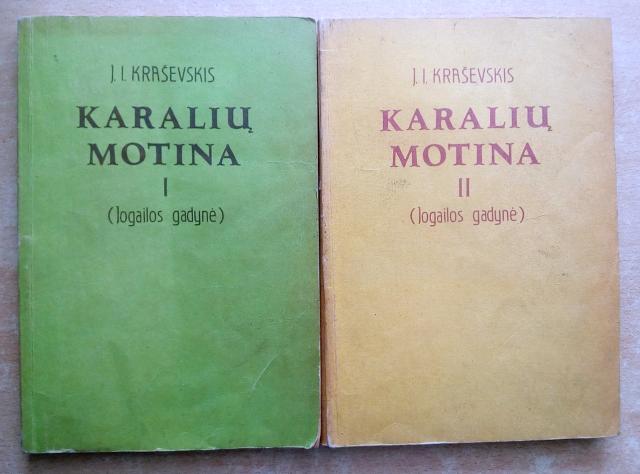 J. I. KRAŠEVSKIS
KARALIŲ
MOTINA
I
(Jogailos gadynė)
J. I. KRAŠEVSKIS
KARALIŲ
MOTINA
II
(Jogailos gadynė)